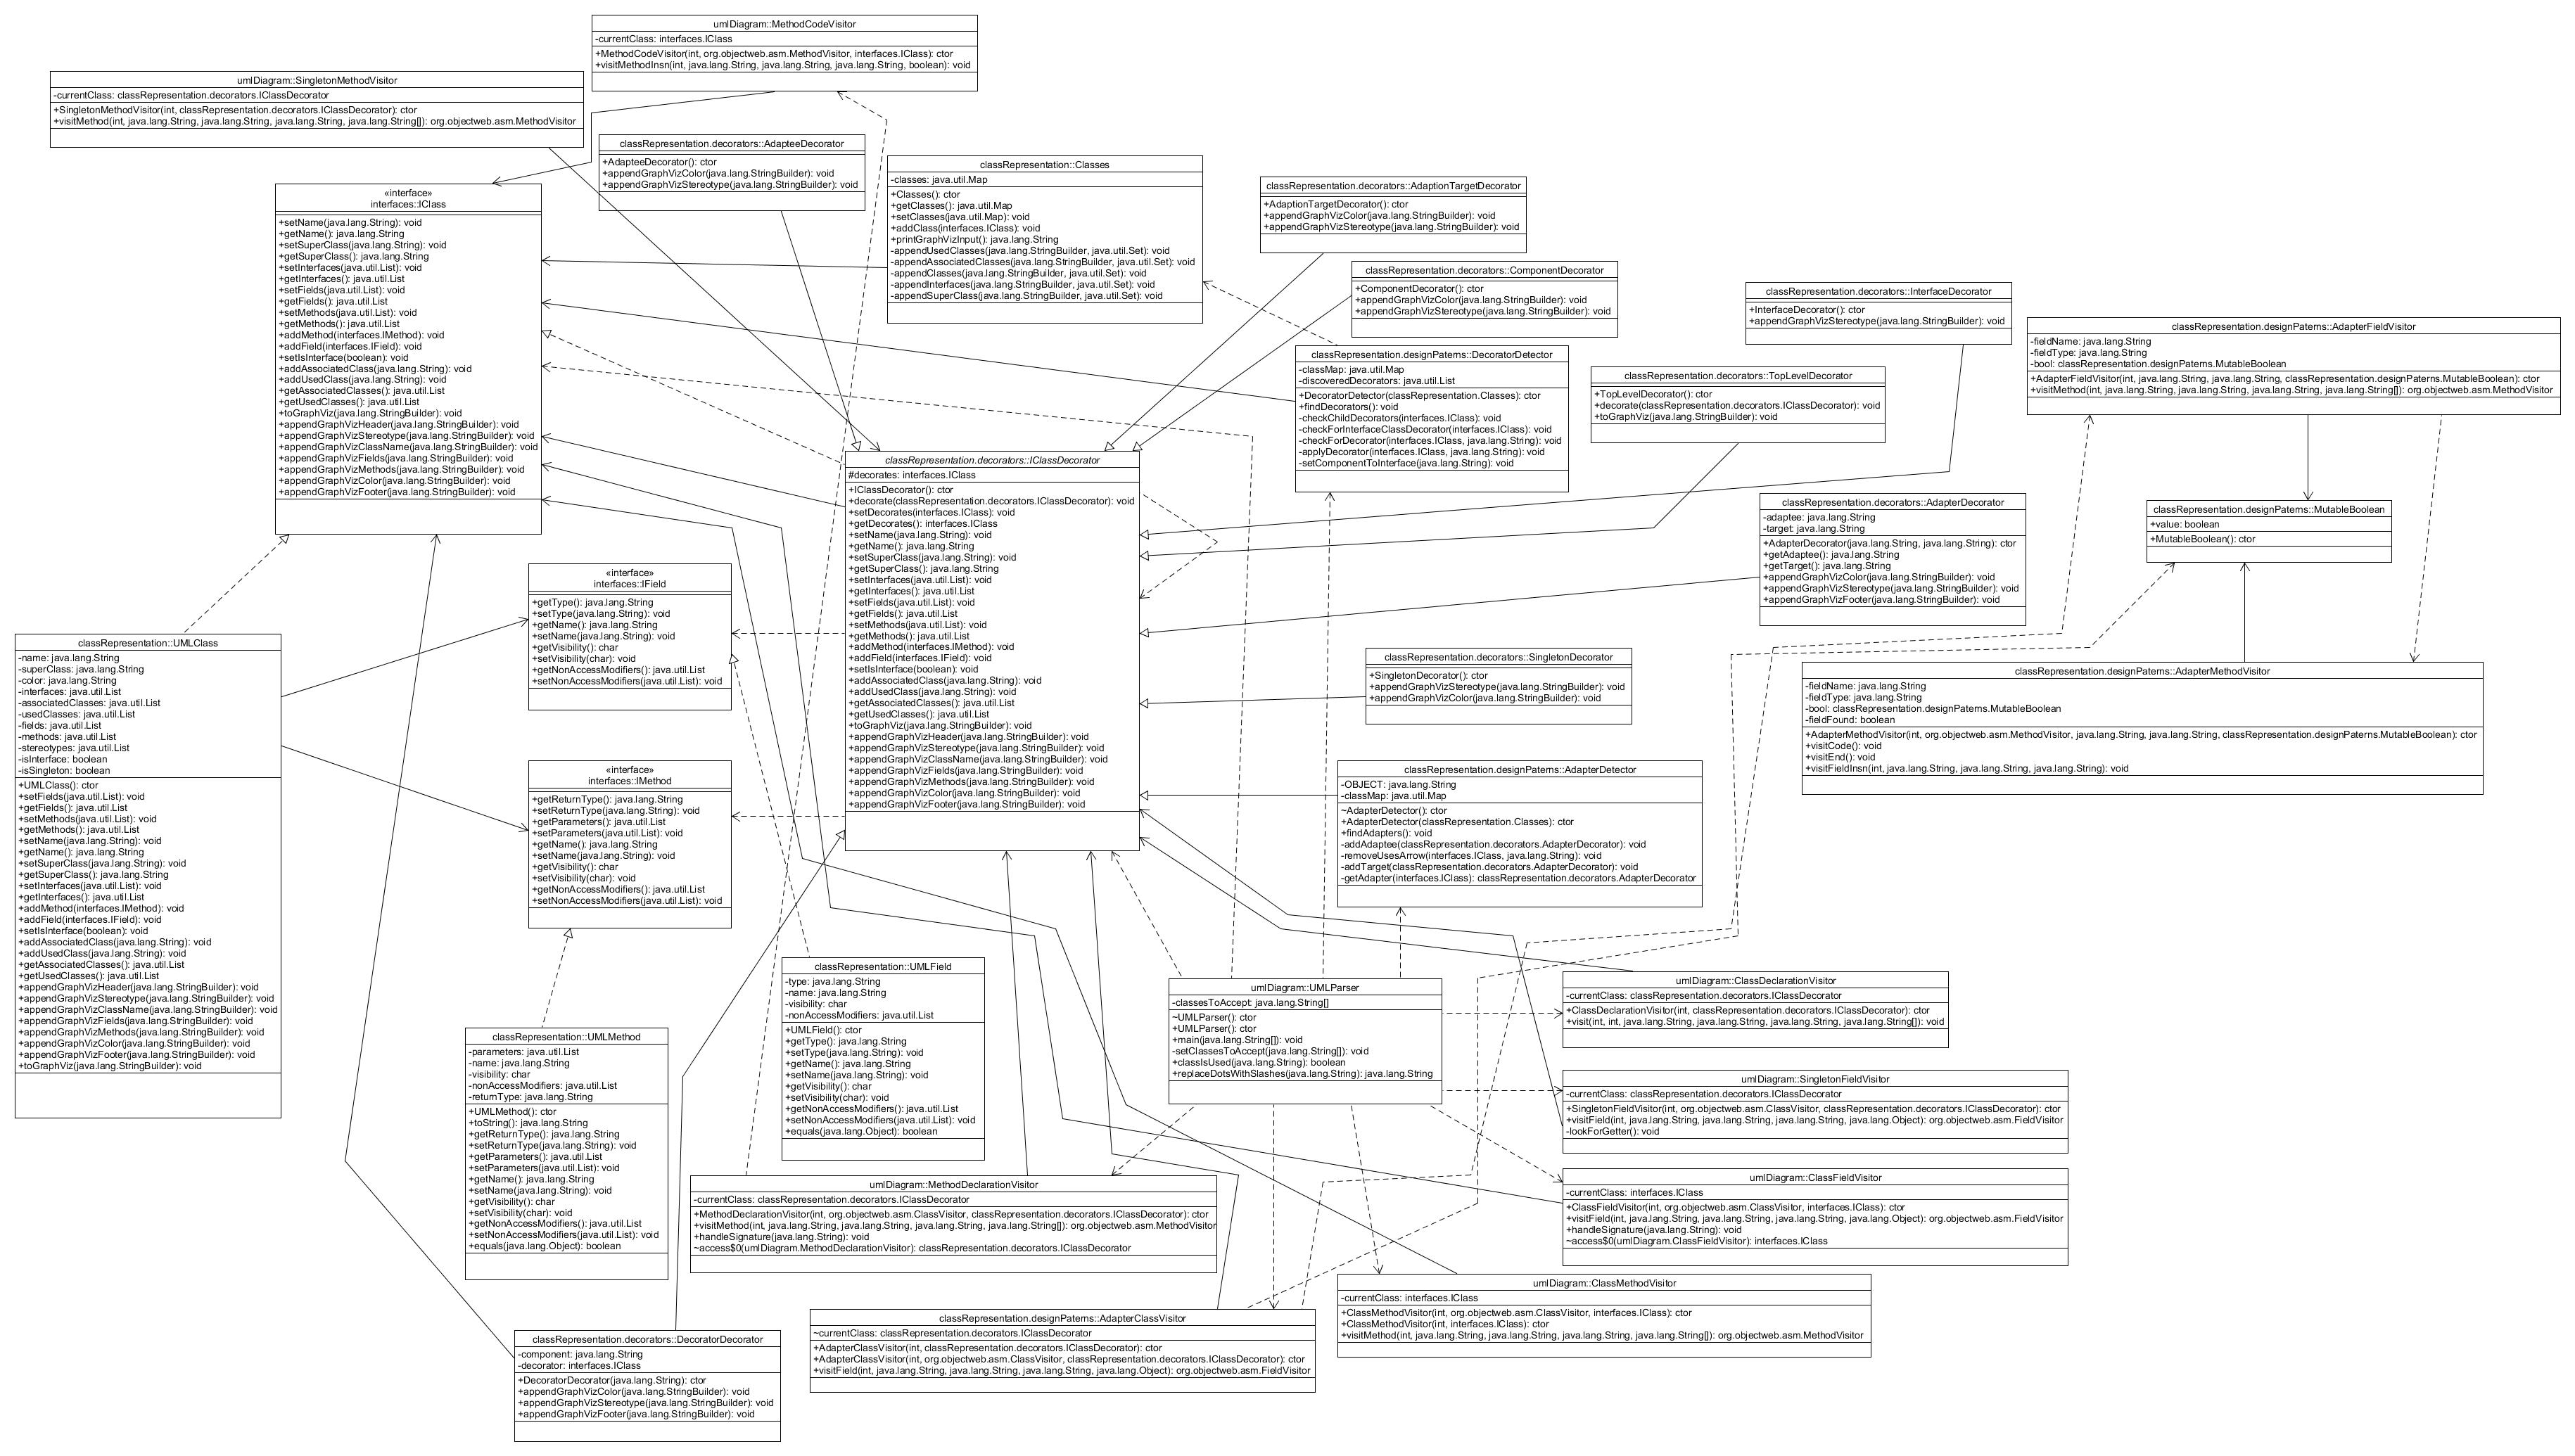 umlDiagram::MethodCodeVisitor
-currentClass: interfaces.IClass
+MethodCodeVisitor(int, org.objectweb.asm.MethodVisitor, interfaces.IClass): ctor
+visitMethodInsn(int, java.lang.String, java.lang.String, java.lang.String, boolean): void
umlDiagram::SingletonMethodVisitor
-currentClass: classRepresentation.decorators.IClassDecorator
+SingletonMethodVisitor(int, classRepresentation.decorators.IClassDecorator): ctor
+visitMethod(int, java.lang.String, java.lang.String, java.lang.String, java.lang.String[]): org.objectweb.asm.MethodVisitor
classRepresentation.decorators::AdapteeDecorator
+AdapteeDecorator(): ctor
+appendGraphVizColor(java.lang.StringBuilder): void
+appendGraphVizStereotype(java.lang.StringBuilder): void
classRepresentation::Classes
-classes: java.util.Map
+Classes(): ctor
+getClasses(): java.util.Map
+setClasses(java.util.Map): void
+addClass(interfaces.IClass): void
+printGraphVizInput(): java.lang.String
-appendUsedClasses(java.lang.StringBuilder, java.util.Set): void
-appendAssociatedClasses(java.lang.StringBuilder, java.util.Set): void
-appendClasses(java.lang.StringBuilder, java.util.Set): void
-appendInterfaces(java.lang.StringBuilder, java.util.Set): void
-appendSuperClass(java.lang.StringBuilder, java.util.Set): void
classRepresentation.decorators::AdaptionTargetDecorator
+AdaptionTargetDecorator(): ctor
+appendGraphVizColor(java.lang.StringBuilder): void
+appendGraphVizStereotype(java.lang.StringBuilder): void
«interface»
interfaces::IClass
+setName(java.lang.String): void
+getName(): java.lang.String
+setSuperClass(java.lang.String): void
+getSuperClass(): java.lang.String
+setInterfaces(java.util.List): void
+getInterfaces(): java.util.List
+setFields(java.util.List): void
+getFields(): java.util.List
+setMethods(java.util.List): void
+getMethods(): java.util.List
+addMethod(interfaces.IMethod): void
+addField(interfaces.IField): void
+setIsInterface(boolean): void
+addAssociatedClass(java.lang.String): void
+addUsedClass(java.lang.String): void
+getAssociatedClasses(): java.util.List
+getUsedClasses(): java.util.List
+toGraphViz(java.lang.StringBuilder): void
+appendGraphVizHeader(java.lang.StringBuilder): void
+appendGraphVizStereotype(java.lang.StringBuilder): void
+appendGraphVizClassName(java.lang.StringBuilder): void
+appendGraphVizFields(java.lang.StringBuilder): void
+appendGraphVizMethods(java.lang.StringBuilder): void
+appendGraphVizColor(java.lang.StringBuilder): void
+appendGraphVizFooter(java.lang.StringBuilder): void
classRepresentation.decorators::ComponentDecorator
+ComponentDecorator(): ctor
+appendGraphVizColor(java.lang.StringBuilder): void
+appendGraphVizStereotype(java.lang.StringBuilder): void
classRepresentation.decorators::InterfaceDecorator
+InterfaceDecorator(): ctor
+appendGraphVizStereotype(java.lang.StringBuilder): void
classRepresentation.designPaterns::AdapterFieldVisitor
-fieldName: java.lang.String
-fieldType: java.lang.String
-bool: classRepresentation.designPaterns.MutableBoolean
+AdapterFieldVisitor(int, java.lang.String, java.lang.String, classRepresentation.designPaterns.MutableBoolean): ctor
+visitMethod(int, java.lang.String, java.lang.String, java.lang.String, java.lang.String[]): org.objectweb.asm.MethodVisitor
classRepresentation.designPaterns::DecoratorDetector
-classMap: java.util.Map
-discoveredDecorators: java.util.List
+DecoratorDetector(classRepresentation.Classes): ctor
+findDecorators(): void
-checkChildDecorators(interfaces.IClass): void
-checkForInterfaceClassDecorator(interfaces.IClass): void
-checkForDecorator(interfaces.IClass, java.lang.String): void
-applyDecorator(interfaces.IClass, java.lang.String): void
-setComponentToInterface(java.lang.String): void
classRepresentation.decorators::TopLevelDecorator
+TopLevelDecorator(): ctor
+decorate(classRepresentation.decorators.IClassDecorator): void
+toGraphViz(java.lang.StringBuilder): void
classRepresentation.decorators::IClassDecorator
#decorates: interfaces.IClass
+IClassDecorator(): ctor
+decorate(classRepresentation.decorators.IClassDecorator): void
+setDecorates(interfaces.IClass): void
+getDecorates(): interfaces.IClass
+setName(java.lang.String): void
+getName(): java.lang.String
+setSuperClass(java.lang.String): void
+getSuperClass(): java.lang.String
+setInterfaces(java.util.List): void
+getInterfaces(): java.util.List
+setFields(java.util.List): void
+getFields(): java.util.List
+setMethods(java.util.List): void
+getMethods(): java.util.List
+addMethod(interfaces.IMethod): void
+addField(interfaces.IField): void
+setIsInterface(boolean): void
+addAssociatedClass(java.lang.String): void
+addUsedClass(java.lang.String): void
+getAssociatedClasses(): java.util.List
+getUsedClasses(): java.util.List
+toGraphViz(java.lang.StringBuilder): void
+appendGraphVizHeader(java.lang.StringBuilder): void
+appendGraphVizStereotype(java.lang.StringBuilder): void
+appendGraphVizClassName(java.lang.StringBuilder): void
+appendGraphVizFields(java.lang.StringBuilder): void
+appendGraphVizMethods(java.lang.StringBuilder): void
+appendGraphVizColor(java.lang.StringBuilder): void
+appendGraphVizFooter(java.lang.StringBuilder): void
classRepresentation.decorators::AdapterDecorator
-adaptee: java.lang.String
-target: java.lang.String
+AdapterDecorator(java.lang.String, java.lang.String): ctor
+getAdaptee(): java.lang.String
+getTarget(): java.lang.String
+appendGraphVizColor(java.lang.StringBuilder): void
+appendGraphVizStereotype(java.lang.StringBuilder): void
+appendGraphVizFooter(java.lang.StringBuilder): void
classRepresentation.designPaterns::MutableBoolean
+value: boolean
+MutableBoolean(): ctor
«interface»
interfaces::IField
+getType(): java.lang.String
+setType(java.lang.String): void
+getName(): java.lang.String
+setName(java.lang.String): void
+getVisibility(): char
+setVisibility(char): void
+getNonAccessModifiers(): java.util.List
+setNonAccessModifiers(java.util.List): void
classRepresentation::UMLClass
-name: java.lang.String
-superClass: java.lang.String
-color: java.lang.String
-interfaces: java.util.List
-associatedClasses: java.util.List
-usedClasses: java.util.List
-fields: java.util.List
-methods: java.util.List
-stereotypes: java.util.List
-isInterface: boolean
-isSingleton: boolean
+UMLClass(): ctor
+setFields(java.util.List): void
+getFields(): java.util.List
+setMethods(java.util.List): void
+getMethods(): java.util.List
+setName(java.lang.String): void
+getName(): java.lang.String
+setSuperClass(java.lang.String): void
+getSuperClass(): java.lang.String
+setInterfaces(java.util.List): void
+getInterfaces(): java.util.List
+addMethod(interfaces.IMethod): void
+addField(interfaces.IField): void
+setIsInterface(boolean): void
+addAssociatedClass(java.lang.String): void
+addUsedClass(java.lang.String): void
+getAssociatedClasses(): java.util.List
+getUsedClasses(): java.util.List
+appendGraphVizHeader(java.lang.StringBuilder): void
+appendGraphVizStereotype(java.lang.StringBuilder): void
+appendGraphVizClassName(java.lang.StringBuilder): void
+appendGraphVizFields(java.lang.StringBuilder): void
+appendGraphVizMethods(java.lang.StringBuilder): void
+appendGraphVizColor(java.lang.StringBuilder): void
+appendGraphVizFooter(java.lang.StringBuilder): void
+toGraphViz(java.lang.StringBuilder): void
classRepresentation.decorators::SingletonDecorator
+SingletonDecorator(): ctor
+appendGraphVizStereotype(java.lang.StringBuilder): void
+appendGraphVizColor(java.lang.StringBuilder): void
classRepresentation.designPaterns::AdapterMethodVisitor
-fieldName: java.lang.String
-fieldType: java.lang.String
-bool: classRepresentation.designPaterns.MutableBoolean
-fieldFound: boolean
+AdapterMethodVisitor(int, org.objectweb.asm.MethodVisitor, java.lang.String, java.lang.String, classRepresentation.designPaterns.MutableBoolean): ctor
+visitCode(): void
+visitEnd(): void
+visitFieldInsn(int, java.lang.String, java.lang.String, java.lang.String): void
«interface»
interfaces::IMethod
+getReturnType(): java.lang.String
+setReturnType(java.lang.String): void
+getParameters(): java.util.List
+setParameters(java.util.List): void
+getName(): java.lang.String
+setName(java.lang.String): void
+getVisibility(): char
+setVisibility(char): void
+getNonAccessModifiers(): java.util.List
+setNonAccessModifiers(java.util.List): void
classRepresentation.designPaterns::AdapterDetector
-OBJECT: java.lang.String
-classMap: java.util.Map
~AdapterDetector(): ctor
+AdapterDetector(classRepresentation.Classes): ctor
+findAdapters(): void
-addAdaptee(classRepresentation.decorators.AdapterDecorator): void
-removeUsesArrow(interfaces.IClass, java.lang.String): void
-addTarget(classRepresentation.decorators.AdapterDecorator): void
-getAdapter(interfaces.IClass): classRepresentation.decorators.AdapterDecorator
classRepresentation::UMLField
-type: java.lang.String
-name: java.lang.String
-visibility: char
-nonAccessModifiers: java.util.List
+UMLField(): ctor
+getType(): java.lang.String
+setType(java.lang.String): void
+getName(): java.lang.String
+setName(java.lang.String): void
+getVisibility(): char
+setVisibility(char): void
+getNonAccessModifiers(): java.util.List
+setNonAccessModifiers(java.util.List): void
+equals(java.lang.Object): boolean
umlDiagram::UMLParser
-classesToAccept: java.lang.String[]
~UMLParser(): ctor
+UMLParser(): ctor
+main(java.lang.String[]): void
-setClassesToAccept(java.lang.String[]): void
+classIsUsed(java.lang.String): boolean
+replaceDotsWithSlashes(java.lang.String): java.lang.String
umlDiagram::ClassDeclarationVisitor
-currentClass: classRepresentation.decorators.IClassDecorator
+ClassDeclarationVisitor(int, classRepresentation.decorators.IClassDecorator): ctor
+visit(int, int, java.lang.String, java.lang.String, java.lang.String, java.lang.String[]): void
classRepresentation::UMLMethod
-parameters: java.util.List
-name: java.lang.String
-visibility: char
-nonAccessModifiers: java.util.List
-returnType: java.lang.String
+UMLMethod(): ctor
+toString(): java.lang.String
+getReturnType(): java.lang.String
+setReturnType(java.lang.String): void
+getParameters(): java.util.List
+setParameters(java.util.List): void
+getName(): java.lang.String
+setName(java.lang.String): void
+getVisibility(): char
+setVisibility(char): void
+getNonAccessModifiers(): java.util.List
+setNonAccessModifiers(java.util.List): void
+equals(java.lang.Object): boolean
umlDiagram::SingletonFieldVisitor
-currentClass: classRepresentation.decorators.IClassDecorator
+SingletonFieldVisitor(int, org.objectweb.asm.ClassVisitor, classRepresentation.decorators.IClassDecorator): ctor
+visitField(int, java.lang.String, java.lang.String, java.lang.String, java.lang.Object): org.objectweb.asm.FieldVisitor
-lookForGetter(): void
umlDiagram::MethodDeclarationVisitor
-currentClass: classRepresentation.decorators.IClassDecorator
+MethodDeclarationVisitor(int, org.objectweb.asm.ClassVisitor, classRepresentation.decorators.IClassDecorator): ctor
+visitMethod(int, java.lang.String, java.lang.String, java.lang.String, java.lang.String[]): org.objectweb.asm.MethodVisitor
+handleSignature(java.lang.String): void
~access$0(umlDiagram.MethodDeclarationVisitor): classRepresentation.decorators.IClassDecorator
umlDiagram::ClassFieldVisitor
-currentClass: interfaces.IClass
+ClassFieldVisitor(int, org.objectweb.asm.ClassVisitor, interfaces.IClass): ctor
+visitField(int, java.lang.String, java.lang.String, java.lang.String, java.lang.Object): org.objectweb.asm.FieldVisitor
+handleSignature(java.lang.String): void
~access$0(umlDiagram.ClassFieldVisitor): interfaces.IClass
umlDiagram::ClassMethodVisitor
-currentClass: interfaces.IClass
+ClassMethodVisitor(int, org.objectweb.asm.ClassVisitor, interfaces.IClass): ctor
+ClassMethodVisitor(int, interfaces.IClass): ctor
+visitMethod(int, java.lang.String, java.lang.String, java.lang.String, java.lang.String[]): org.objectweb.asm.MethodVisitor
classRepresentation.designPaterns::AdapterClassVisitor
~currentClass: classRepresentation.decorators.IClassDecorator
+AdapterClassVisitor(int, classRepresentation.decorators.IClassDecorator): ctor
+AdapterClassVisitor(int, org.objectweb.asm.ClassVisitor, classRepresentation.decorators.IClassDecorator): ctor
+visitField(int, java.lang.String, java.lang.String, java.lang.String, java.lang.Object): org.objectweb.asm.FieldVisitor
classRepresentation.decorators::DecoratorDecorator
-component: java.lang.String
-decorator: interfaces.IClass
+DecoratorDecorator(java.lang.String): ctor
+appendGraphVizColor(java.lang.StringBuilder): void
+appendGraphVizStereotype(java.lang.StringBuilder): void
+appendGraphVizFooter(java.lang.StringBuilder): void